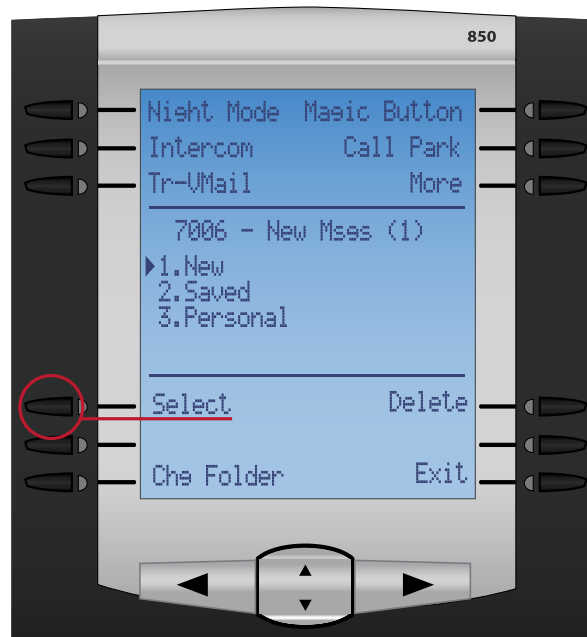 850
Night Mode Magic Button
Intercom Call Park
Tr-VMail More
7006 - New Msgs (1)
1.New
2.Saved
3.Personal
Select Delete
Chg Folder Exit